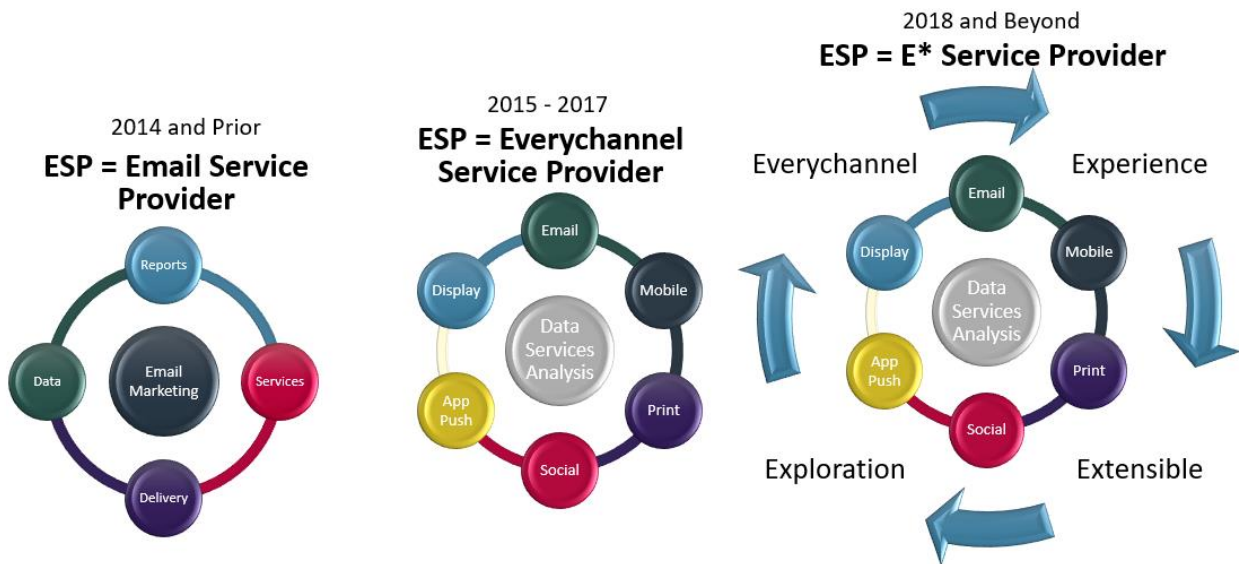 2014 and Prior
ESP = Email Service
Provider
Reports
Data
Email
Marketing
Services
Delivery
2015 - 2017
ESP = Everychannel
Service Provider
Email
Display
Mobile
Data
Services
Analysis
App
Push
Print
Social
2018 and Beyond
ESP = E* Service Provider
Everychannel
Experience
Email
Display
Mobile
Data
Services
Analysis
App
Push
Print
Social
Exploration
Extensible